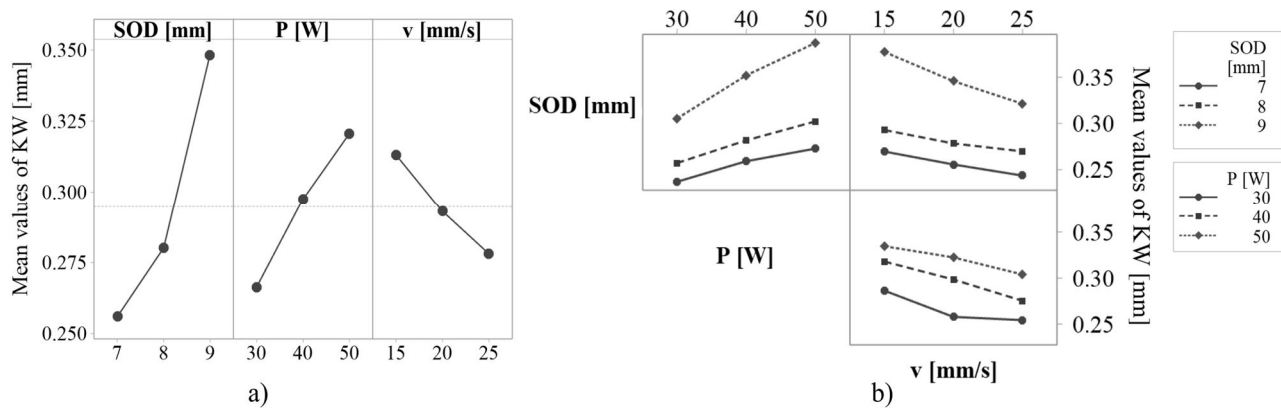 SOD [mm] P [W] v [mm/s]
Mean values of KW [mm]
0.350
0.325
0.300
0.275
0.250
7 8 9 30 40 50 15 20 25
a)
30 40 50 15 20 25
SOD [mm]
0.35
0.30
0.25
P [W]
0.35
0.30
0.25
Mean values of KW [mm]
v [mm/s]
b)
SOD
[mm]
7
8
9
P [W]
30
40
50